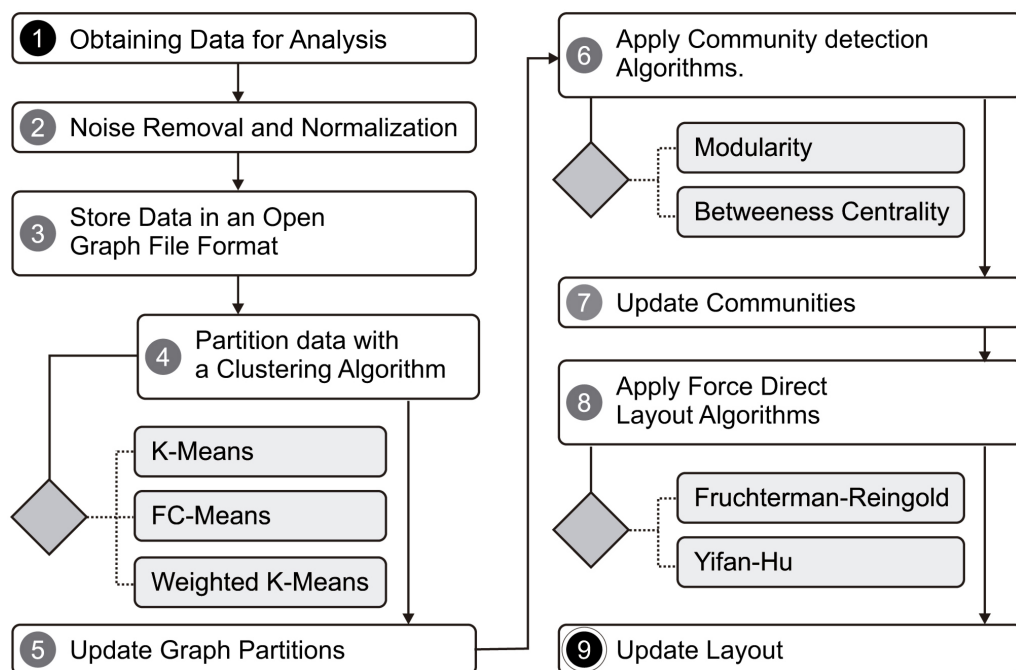 1 Obtaining Data for Analysis
2 Noise Removal and Normalization
3 Store Data in an Open
Graph File Format
4 Partition data with
a Clustering Algorithm
K-Means
FC-Means
Weighted K-Means
5 Update Graph Partitions
6 Apply Community detection
Algorithms.
Modularity
Betweeness Centrality
7 Update Communities
8 Apply Force Direct
Layout Algorithms
Fruchterman-Reingold
Yifan-Hu
9 Update Layout